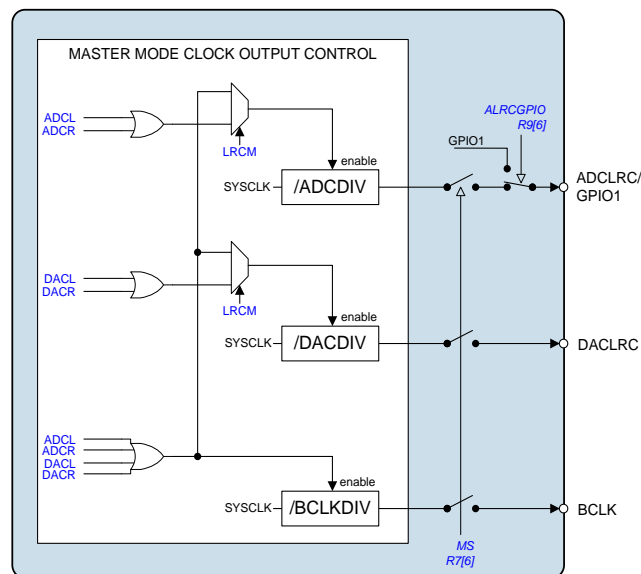 MASTER MODE CLOCK OUTPUT CONTROL
ADCL
ADCR
LRCM
enable
SYSCLK
/ADCDIV
ALRCGPIO
R9[6]
GPIO1
ADCLRC/
GPIO1
DACL
DACR
LRCM
enable
SYSCLK
/DACDIV
DACLRC
ADCL
ADCR
DACL
DACR
enable
SYSCLK
/BCLKDIV
BCLK
MS
R7[6]